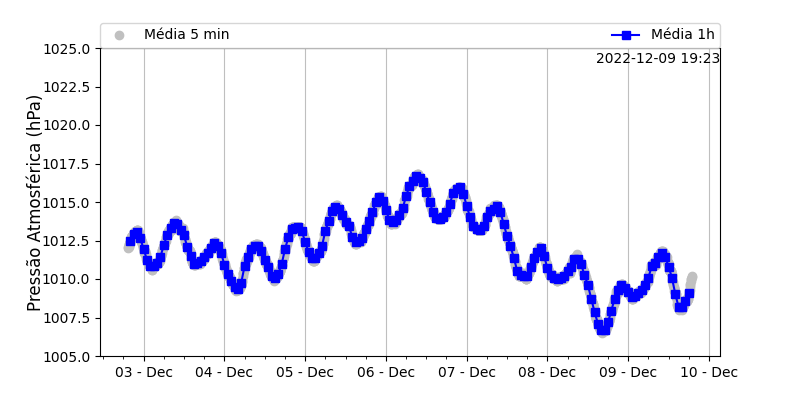 Média 5 min
Média 1h
2022-12-09 19:23
Pressão Atmosférica (hPa)
1025.0
1022.5
1020.0
1017.5
1015.0
1012.5
1010.0
1007.5
1005.0
03 - Dec
04 - Dec
05 - Dec
06 - Dec
07 - Dec
08 - Dec
09 - Dec
10 - Dec